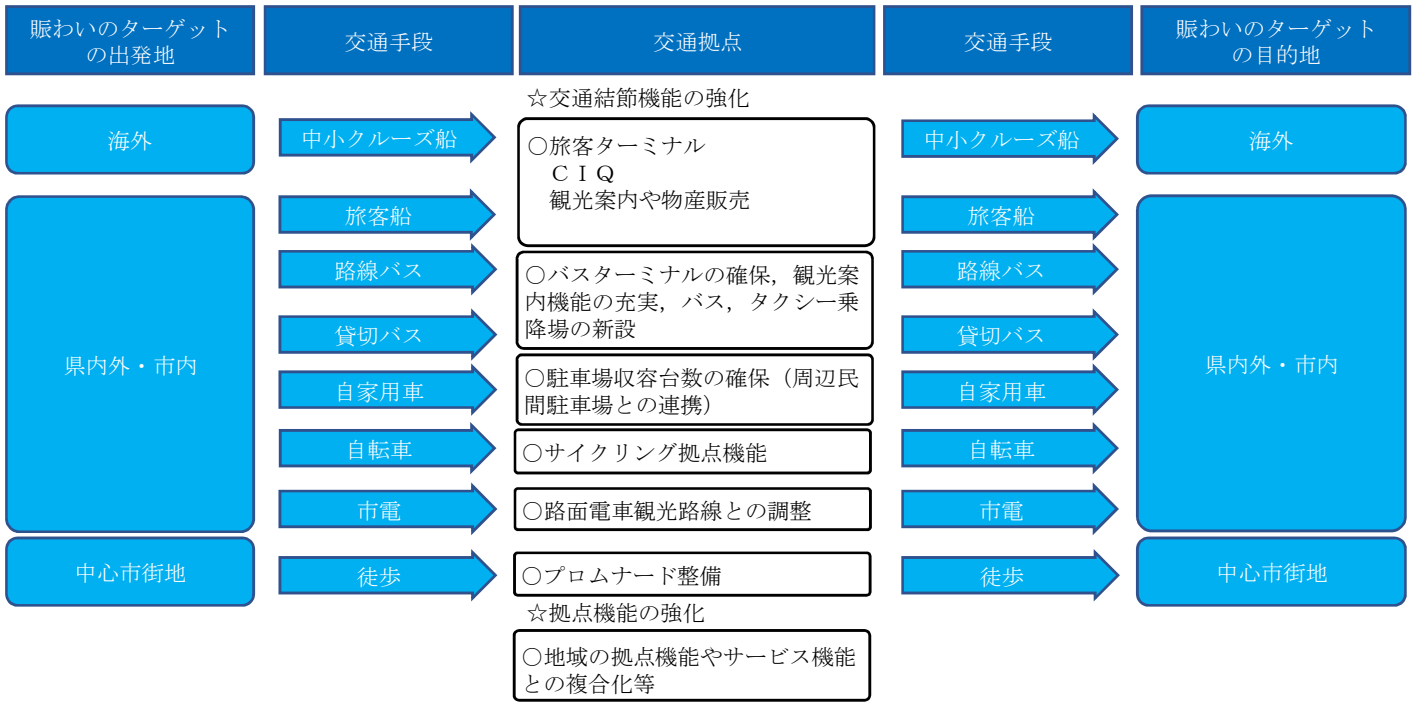 賑わいのターゲット
の出発地
交通手段
交通拠点
交通手段
賑わいのターゲット
の目的地
☆交通結節機能の強化
海外
中小クルーズ船
○旅客ターミナル
ＣＩＱ
観光案内や物産販売
中小クルーズ船
海外
県内外・市内
旅客船
旅客船
県内外・市内
路線バス
○バスターミナルの確保，観光案
内機能の充実，バス，タクシー乗
降場の新設
路線バス
貸切バス
貸切バス
自家用車
○駐車場収容台数の確保（周辺民
間駐車場との連携）
自家用車
自転車
○サイクリング拠点機能
自転車
市電
○路面電車観光路線との調整
市電
中心市街地
徒歩
○プロムナード整備
徒歩
中心市街地
☆拠点機能の強化
○地域の拠点機能やサービス機能
との複合化等